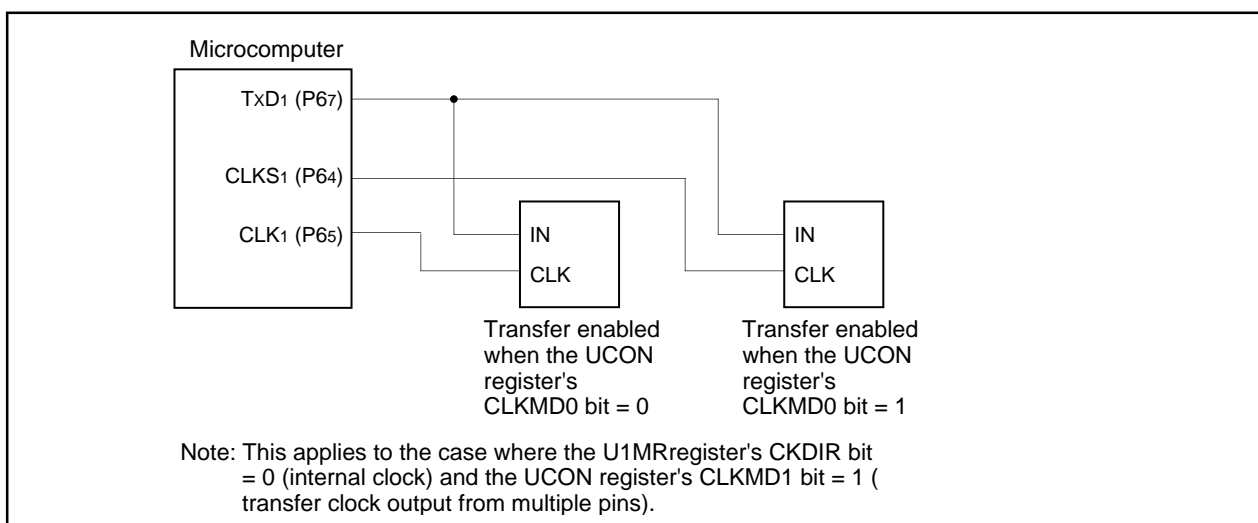 Microcomputer
TxD1 (P67)
CLKS1 (P64)
CLK1 (P65)
IN
CLK
IN
CLK
Transfer enabled
when the UCON
register's
CLKMD0 bit = 0
Transfer enabled
when the UCON
register's
CLKMD0 bit = 1
Note: This applies to the case where the U1MRregister's CKDIR bit
= 0 (internal clock) and the UCON register's CLKMD1 bit = 1 (
transfer clock output from multiple pins).